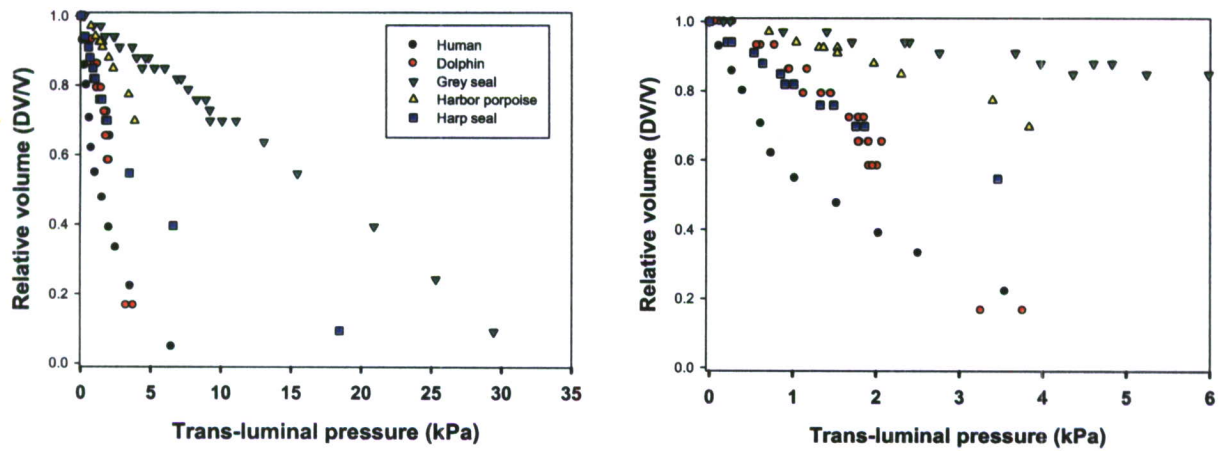 Relative volume (DV/V)
1.0
0.8
0.6
0.4
0.2
0.0
0 5 10 15 20 25 30 35
Trans-luminal pressure (kPa)
Human
Dolphin
Grey seal
Harbor porpoise
Harp seal
Relative volume (DV/V)
1.0
0.8
0.6
0.4
0.2
0.0
0 1 2 3 4 5 6
Trans-luminal pressure (kPa)